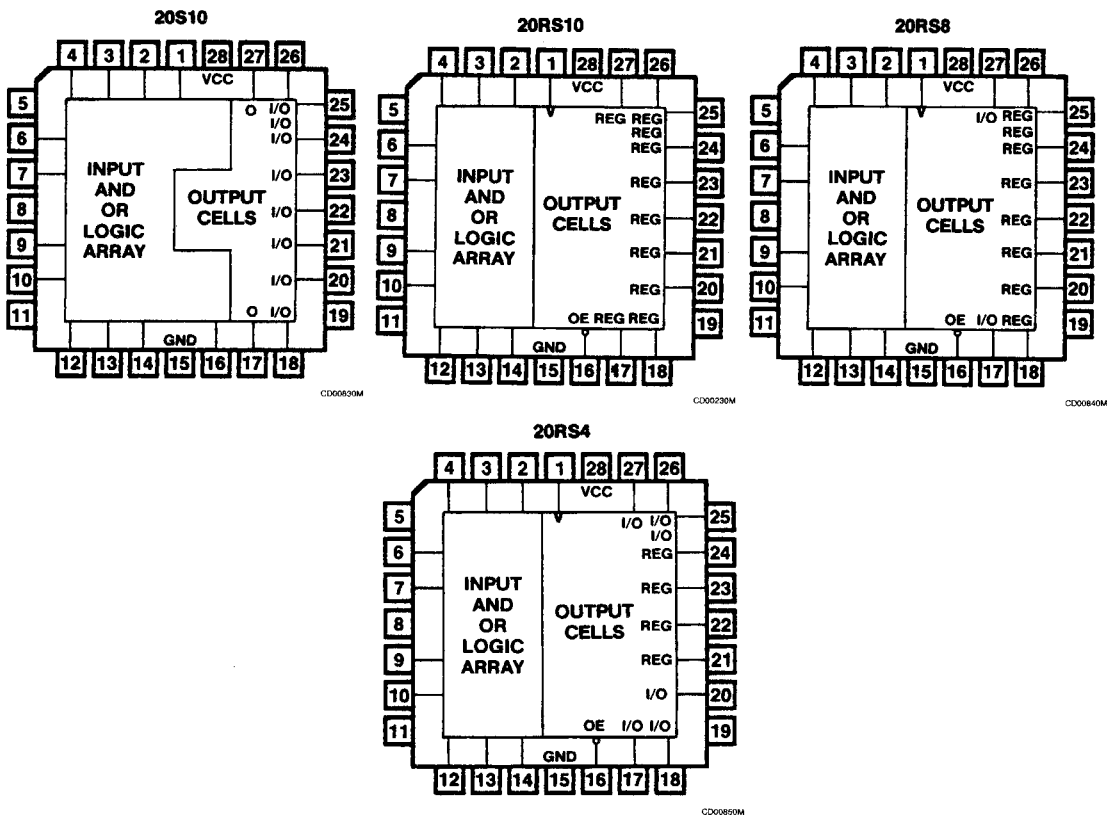 20S10
4 3 2 1 28 27 26
VCC
5 O I/O 25
I/O
6 I/O 24
7 I/O 23
8 I/O 22
9 I/O 21
10 I/O 20
11 O I/O 19
INPUT
AND
OR
LOGIC
ARRAY
OUTPUT
CELLS
GND
12 13 14 15 16 17 18
CD00830M
20RS10
4 3 2 1 28 27 26
VCC
5 REG REG 25
REG
6 REG 24
7 REG 23
8 REG 22
9 REG 21
10 REG 20
11 OE REG REG 19
INPUT
AND
OR
LOGIC
ARRAY
OUTPUT
CELLS
GND
12 13 14 15 16 17 18
CD00230M
20RS8
4 3 2 1 28 27 26
VCC
5 I/O REG 25
REG
6 REG 24
7 REG 23
8 REG 22
9 REG 21
10 REG 20
11 OE I/O REG 19
INPUT
AND
OR
LOGIC
ARRAY
OUTPUT
CELLS
GND
12 13 14 15 16 17 18
CD00840M
20RS4
4 3 2 1 28 27 26
VCC
5 I/O I/O 25
I/O
6 REG 24
7 REG 23
8 REG 22
9 REG 21
10 I/O 20
11 OE I/O I/O 19
INPUT
AND
OR
LOGIC
ARRAY
OUTPUT
CELLS
GND
12 13 14 15 16 17 18
CD00850M